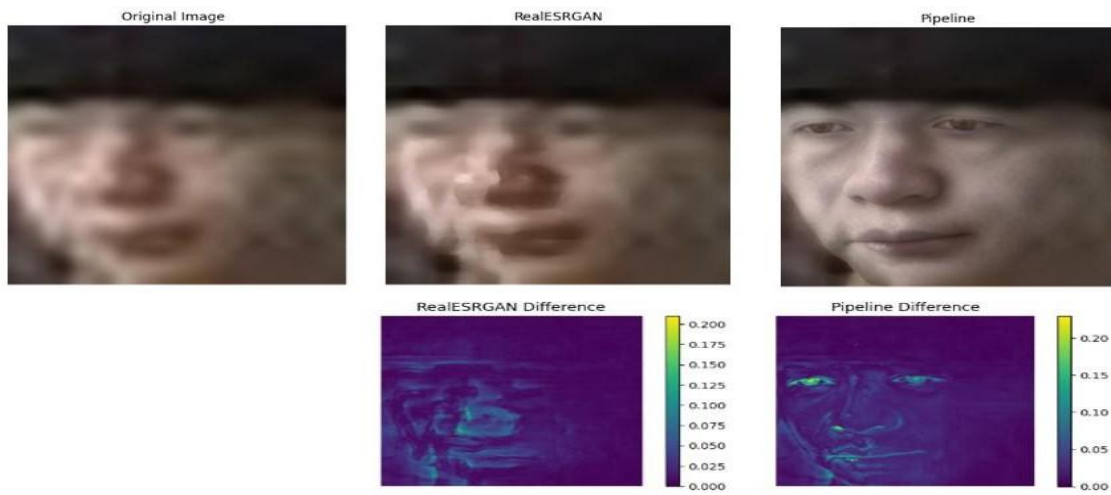 Original Image
RealESRGAN
Pipeline
RealESRGAN Difference
0.200
0.175
0.150
0.125
0.100
0.075
0.050
0.025
0.000
Pipeline Difference
0.20
0.15
0.10
0.05
0.00